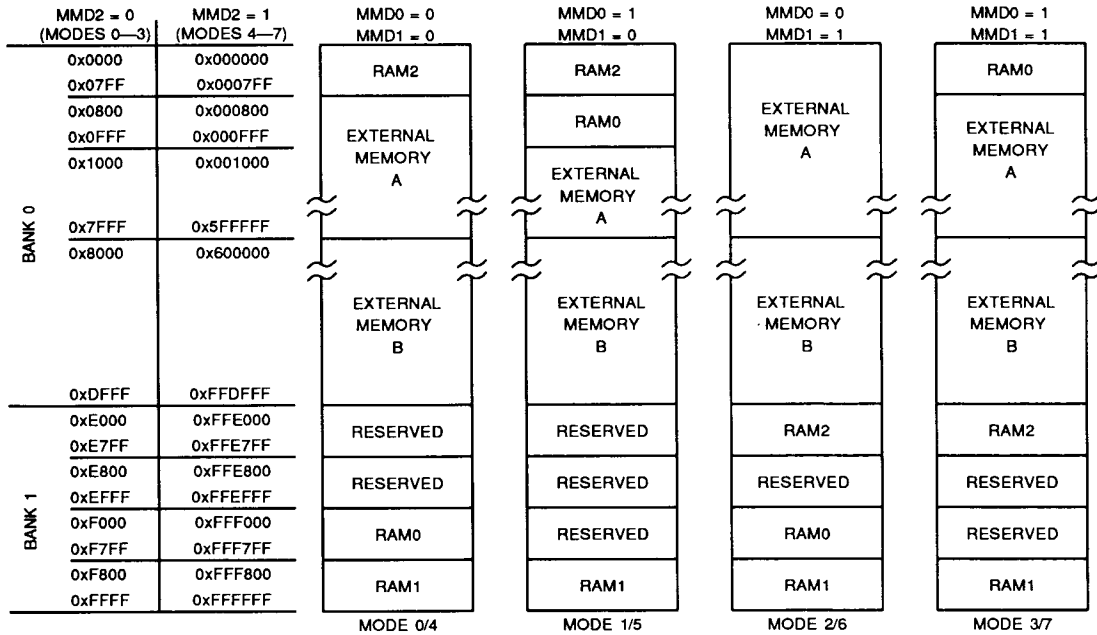 MMD2 = 0 MMD2 = 1 MMD0 = 0 MMD0 = 1 MMD0 = 0 MMD0 = 1
(MODES 0—3) (MODES 4—7) MMD1 = 0 MMD1 = 0 MMD1 = 1 MMD1 = 1
0x0000 0x000000
RAM2 RAM2 RAM0
0x07FF 0x0007FF
0x0800 0x000800
RAM0
0x0FFF 0x000FFF
0x1000 0x001000
EXTERNAL
MEMORY
A
EXTERNAL
MEMORY
A
EXTERNAL
MEMORY
A
EXTERNAL
MEMORY
A
BANK 0
0x7FFF 0x5FFFFF
0x8000 0x600000
EXTERNAL EXTERNAL EXTERNAL EXTERNAL
MEMORY MEMORY MEMORY MEMORY
B B B B
0xDFFF 0xFFDFFF
0xE000 0xFFE000
RESERVED RESERVED RAM2 RAM2
0xE7FF 0xFFE7FF
0xE800 0xFFE800
RESERVED RESERVED RESERVED RESERVED
0xEFFF 0xFFEFFF
BANK 1
0xF000 0xFFF000
RAM0 RESERVED RAM0 RESERVED
0xF7FF 0xFFF7FF
0xF800 0xFFF800
RAM1 RAM1 RAM1 RAM1
0xFFFF 0xFFFFFF
MODE 0/4 MODE 1/5 MODE 2/6 MODE 3/7